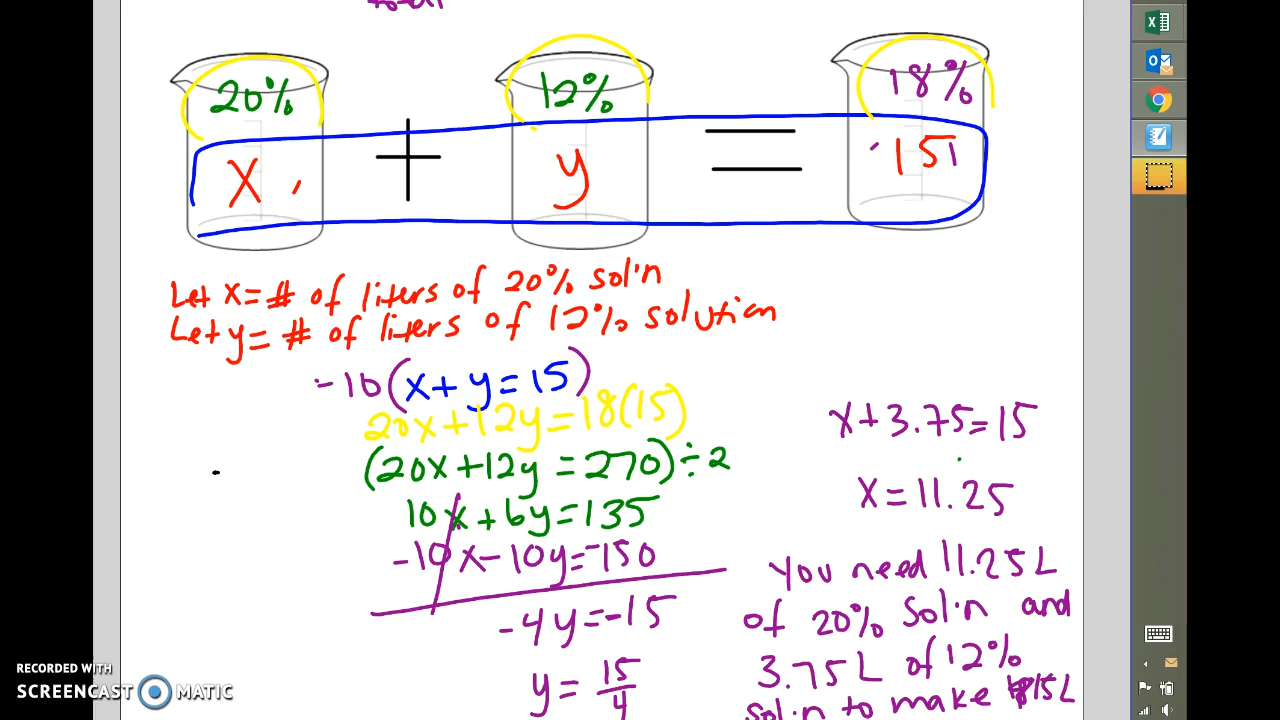 20% 12% 18%
x + y = 15
Let x = # of liters of 20% sol'n
Let y = # of liters of 12% solution
-10(x + y = 15)
20x + 12y = 18(15)
(20x + 12y = 270) ÷ 2
10x + 6y = 135
-10x - 10y = -150
-4y = -15
y = 15/4
x + 3.75 = 15
x = 11.25
You need 11.25 L
of 20% sol'n and
3.75 L of 12%
sol'n to make 15 L
RECORDED WITH
SCREENCAST MATIC